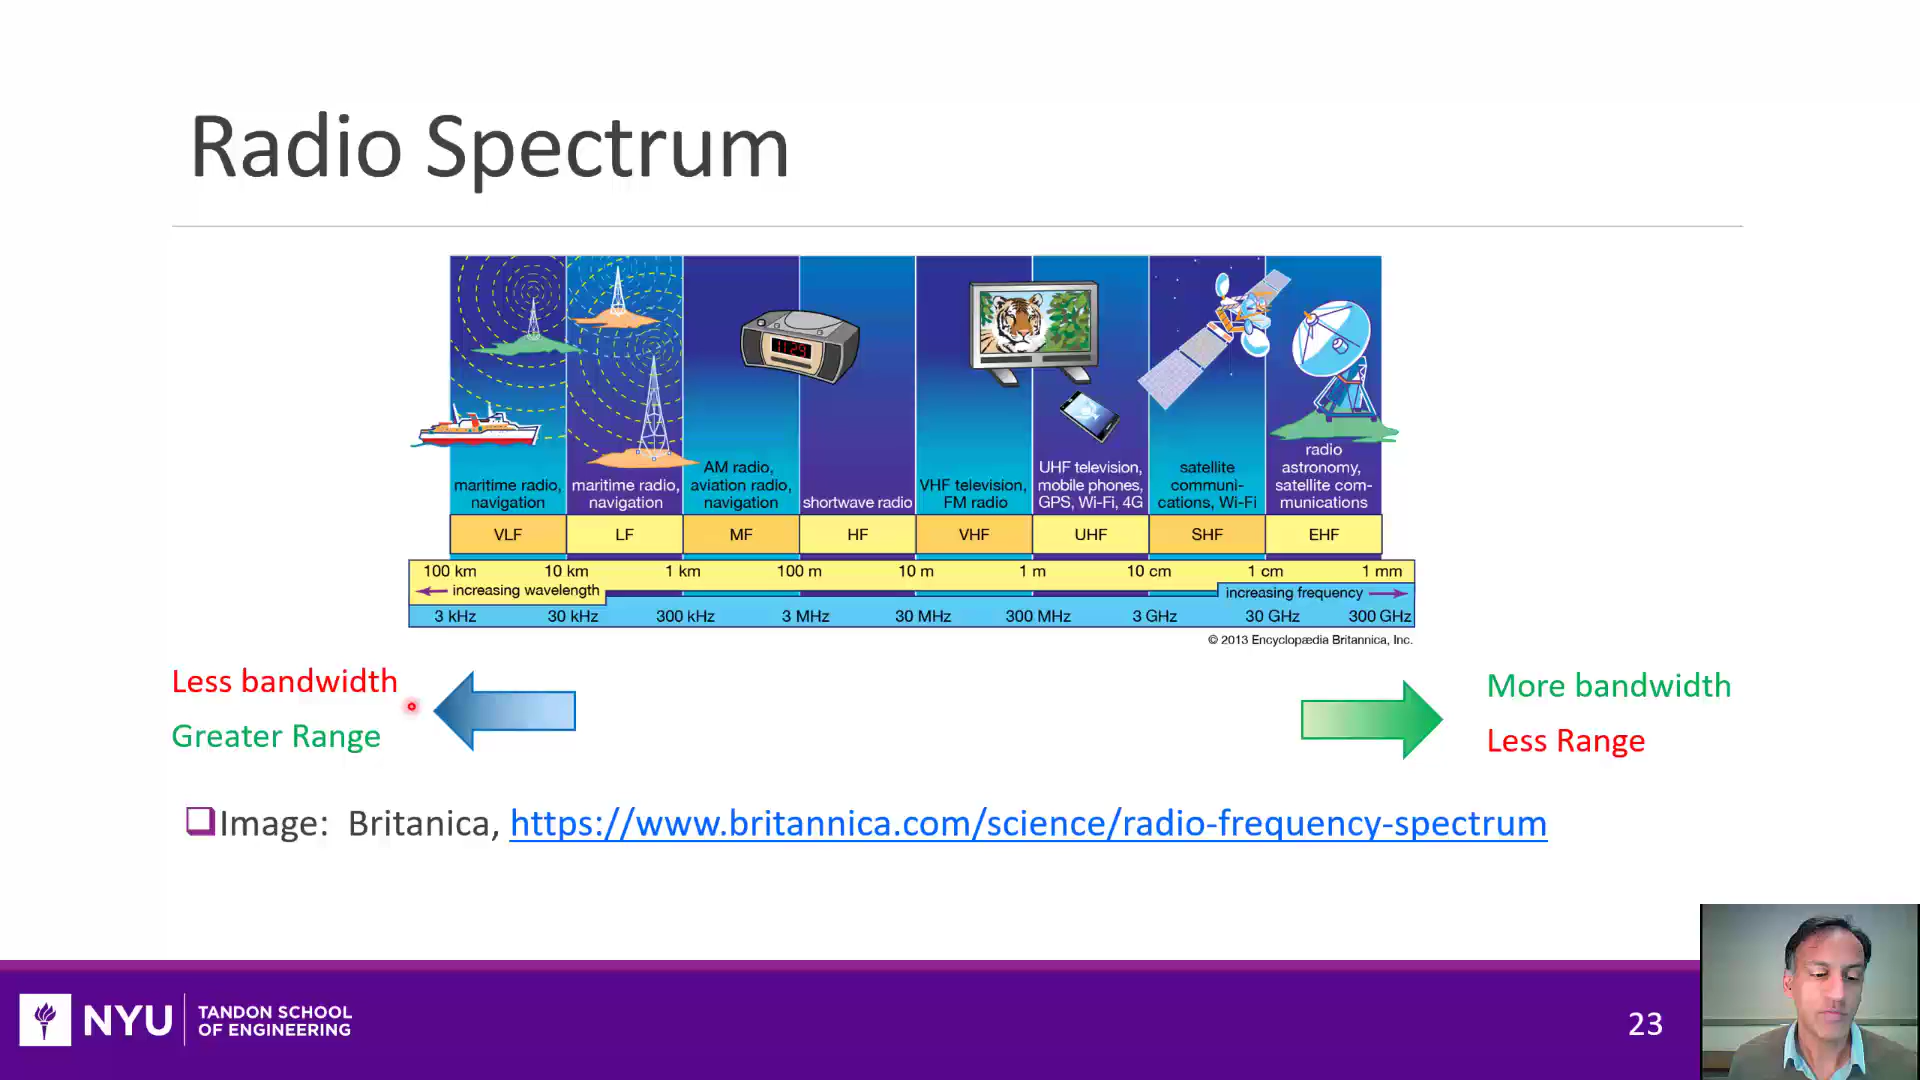 Radio Spectrum
11:29
maritime radio,
navigation
maritime radio,
navigation
AM radio,
aviation radio,
navigation
shortwave radio
VHF television,
FM radio
UHF television,
mobile phones,
GPS, Wi-Fi, 4G
satellite
communi-
cations, Wi-Fi
radio
astronomy,
satellite com-
munications
VLF LF MF HF VHF UHF SHF EHF
100 km 10 km 1 km 100 m 10 m 1 m 10 cm 1 cm 1 mm
increasing wavelength
increasing frequency
3 kHz 30 kHz 300 kHz 3 MHz 30 MHz 300 MHz 3 GHz 30 GHz 300 GHz
© 2013 Encyclopædia Britannica, Inc.
Less bandwidth
Greater Range
More bandwidth
Less Range
Image: Britanica, https://www.britannica.com/science/radio-frequency-spectrum
NYU
TANDON SCHOOL
OF ENGINEERING
23